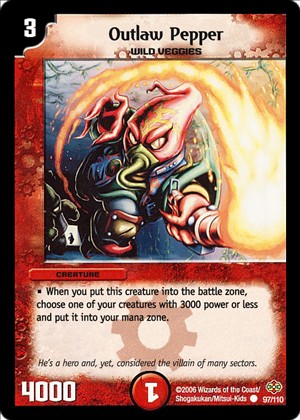 3
Outlaw Pepper
WILD VEGGIES
CREATURE
▪ When you put this creature into the battle zone,
choose one of your creatures with 3000 power or less
and put it into your mana zone.
He's a hero and, yet, considered the villain of many sectors.
4000
1
©2006 Wizards of the Coast/
Shogakukan/Mitsui-Kids
97/110